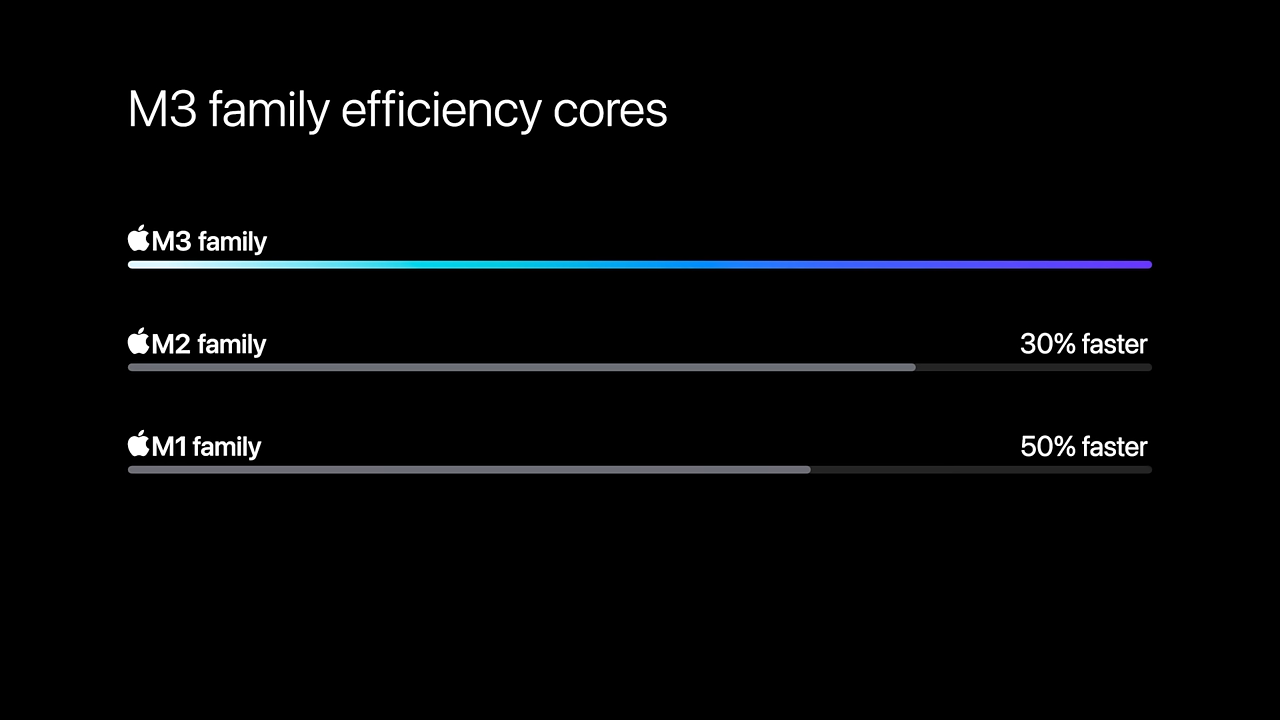 M3 family efficiency cores
M3 family
M2 family
30% faster
M1 family
50% faster